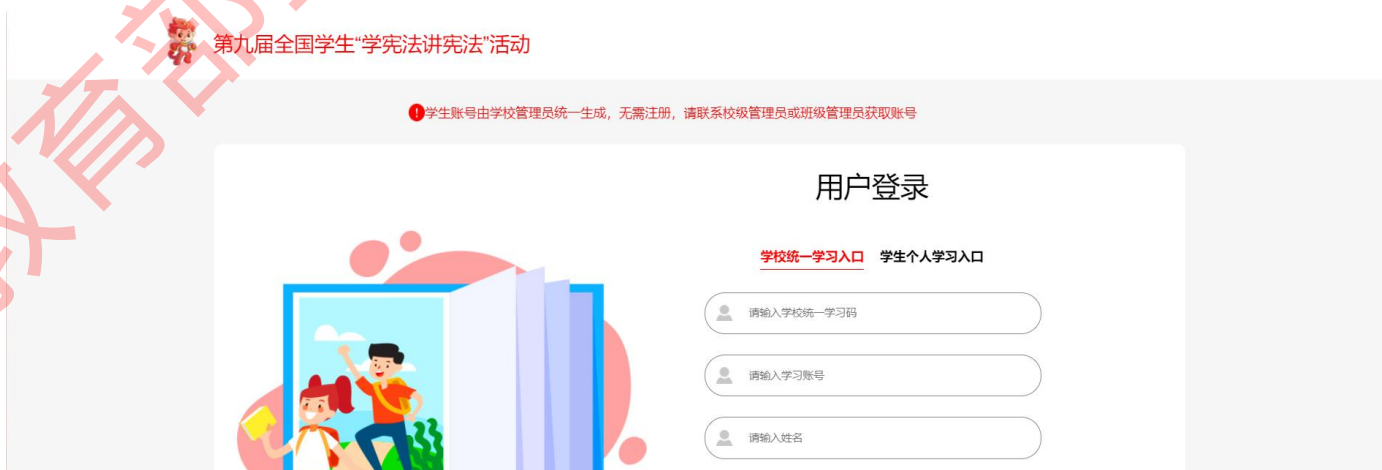 第九届全国学生“学宪法讲宪法”活动
学生账号由学校管理员统一生成，无需注册，请联系校级管理员或班级管理员获取账号
用户登录
学校统一学习入口 学生个人学习入口
请输入学校统一学习码
请输入学习账号
请输入姓名
教育部